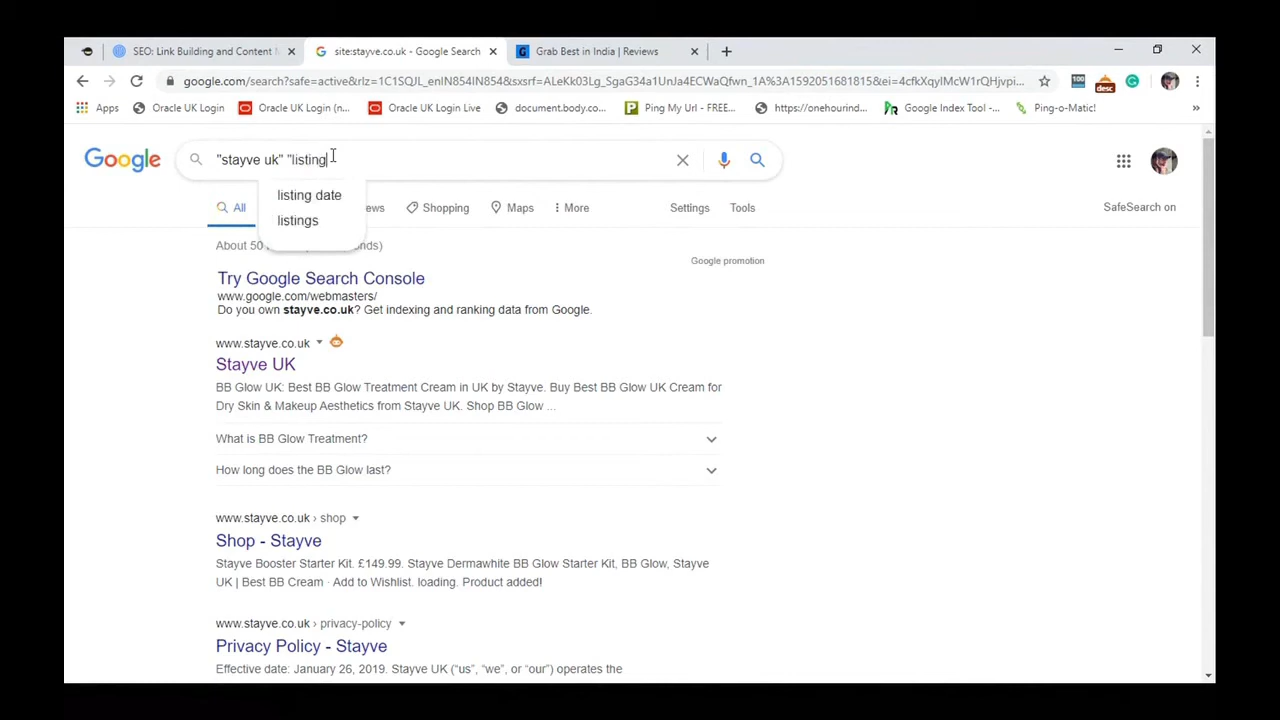 SEO: Link Building and Content M
site:stayve.co.uk - Google Search
Grab Best in India | Reviews
google.com/search?safe=active&rlz=1C1SQJL_enIN854IN854&sxsrf=ALeKk03Lg_SgaG34a1UnJa4ECWaQfwn_1A%3A1592051681815&ei=4cfkXqylMcW1rQHjvpi...
Apps
Oracle UK Login
Oracle UK Login (n...
Oracle UK Login Live
document.body.co...
Ping My Url - FREE...
https://onehourind...
Google Index Tool -...
Ping-o-Matic!
Google
"stayve uk" "listing
listing date
listings
All
ews
Shopping
Maps
More
Settings
Tools
SafeSearch on
About 50
Google promotion
Try Google Search Console
www.google.com/webmasters/
Do you own stayve.co.uk? Get indexing and ranking data from Google.
www.stayve.co.uk
Stayve UK
BB Glow UK: Best BB Glow Treatment Cream in UK by Stayve. Buy Best BB Glow UK Cream for
Dry Skin & Makeup Aesthetics from Stayve UK. Shop BB Glow ...
What is BB Glow Treatment?
How long does the BB Glow last?
www.stayve.co.uk › shop
Shop - Stayve
Stayve Booster Starter Kit. £149.99. Stayve Dermawhite BB Glow Starter Kit, BB Glow, Stayve
UK | Best BB Cream · Add to Wishlist. loading. Product added!
www.stayve.co.uk › privacy-policy
Privacy Policy - Stayve
Effective date: January 26, 2019. Stayve UK (“us”, “we”, or “our”) operates the